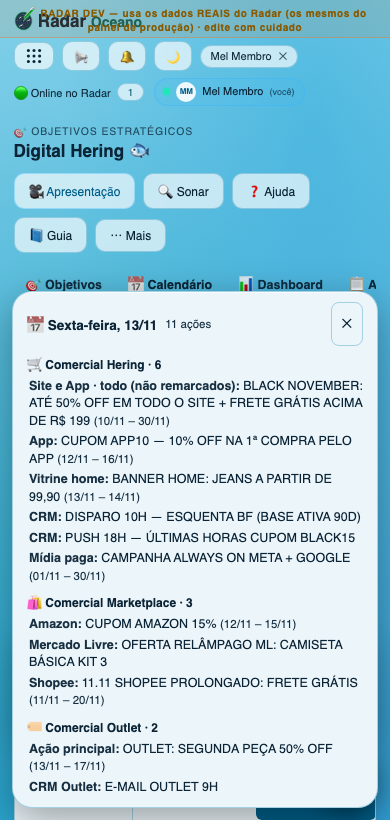 RADAR DEV — usa os dados REAIS do Radar (os mesmos do
painel de produção) · edite com cuidado
Radar Oceano
Mel Membro ×
Online no Radar 1 MM Mel Membro (você)
OBJETIVOS ESTRATÉGICOS
Digital Hering
Apresentação Sonar ? Ajuda
Guia ··· Mais
Objetivos Calendário Dashboard A
Sexta-feira, 13/11 11 ações ×
Comercial Hering · 6
Site e App · todo (não remarcados): BLACK NOVEMBER:
ATÉ 50% OFF EM TODO O SITE + FRETE GRÁTIS ACIMA
DE R$ 199 (10/11 – 30/11)
App: CUPOM APP10 — 10% OFF NA 1ª COMPRA PELO
APP (12/11 – 16/11)
Vitrine home: BANNER HOME: JEANS A PARTIR DE
99,90 (13/11 – 14/11)
CRM: DISPARO 10H — ESQUENTA BF (BASE ATIVA 90D)
CRM: PUSH 18H — ÚLTIMAS HORAS CUPOM BLACK15
Mídia paga: CAMPANHA ALWAYS ON META + GOOGLE
(01/11 – 30/11)
Comercial Marketplace · 3
Amazon: CUPOM AMAZON 15% (12/11 – 15/11)
Mercado Livre: OFERTA RELÂMPAGO ML: CAMISETA
BÁSICA KIT 3
Shopee: 11.11 SHOPEE PROLONGADO: FRETE GRÁTIS
(11/11 – 20/11)
Comercial Outlet · 2
Ação principal: OUTLET: SEGUNDA PEÇA 50% OFF
(13/11 – 17/11)
CRM Outlet: E-MAIL OUTLET 9H